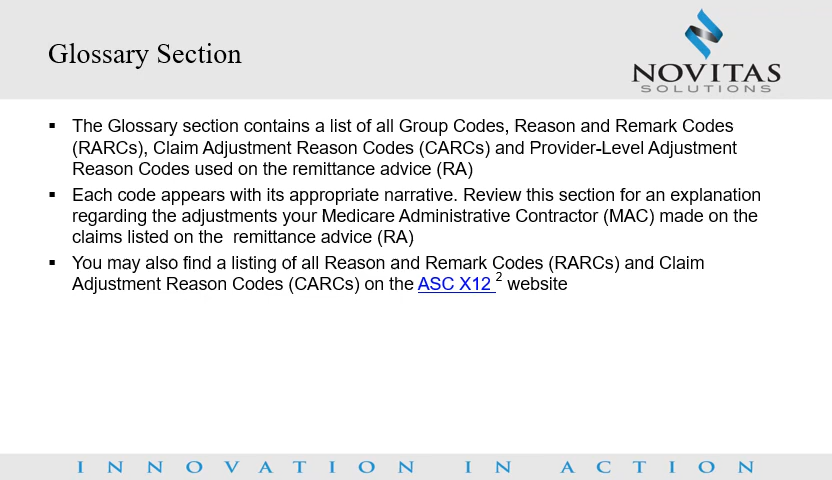 Glossary Section
NOVITAS
SOLUTIONS
▪ The Glossary section contains a list of all Group Codes, Reason and Remark Codes
(RARCs), Claim Adjustment Reason Codes (CARCs) and Provider-Level Adjustment
Reason Codes used on the remittance advice (RA)
▪ Each code appears with its appropriate narrative. Review this section for an explanation
regarding the adjustments your Medicare Administrative Contractor (MAC) made on the
claims listed on the  remittance advice (RA)
▪ You may also find a listing of all Reason and Remark Codes (RARCs) and Claim
Adjustment Reason Codes (CARCs) on the ASC X12 2 website
INNOVATION IN ACTION